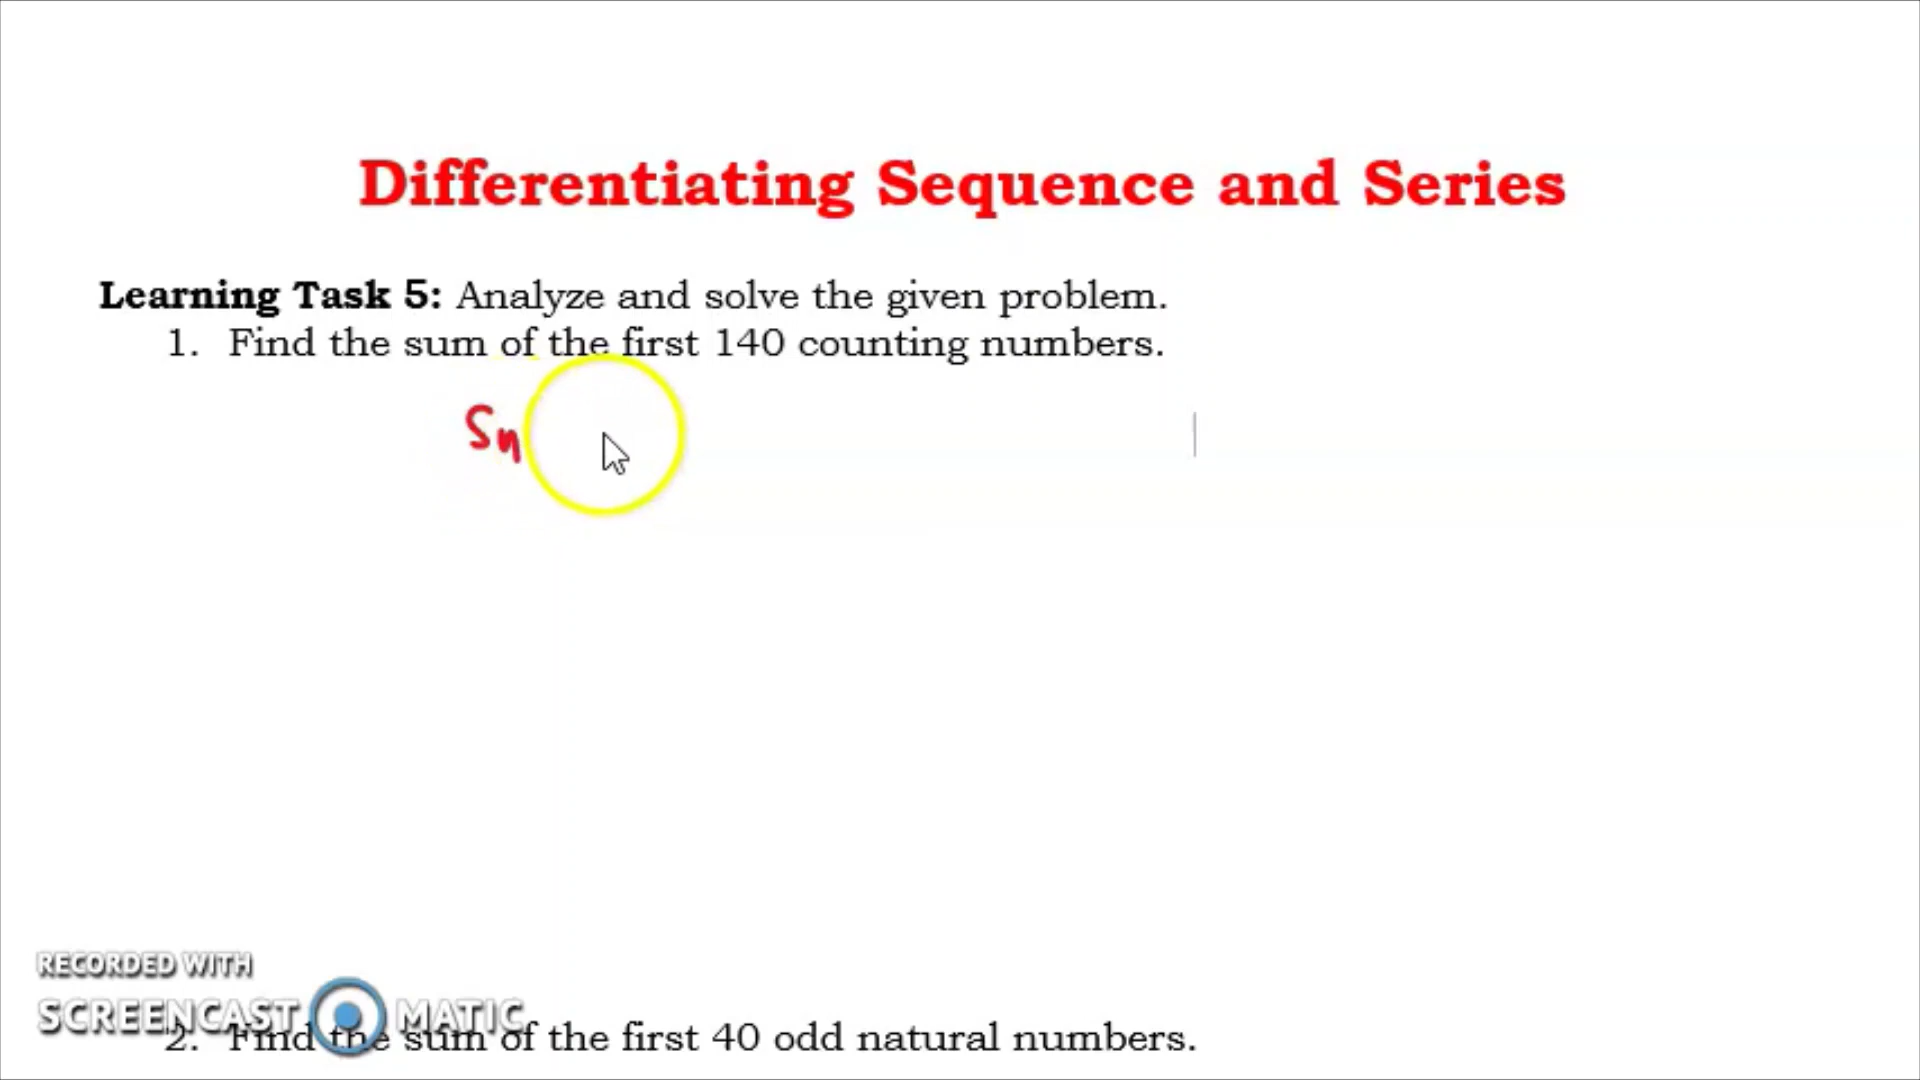 Differentiating Sequence and Series
Learning Task 5: Analyze and solve the given problem.
1. Find the sum of the first 140 counting numbers.
Sn
RECORDED WITH
SCREENCAST MATIC
2. Find the sum of the first 40 odd natural numbers.